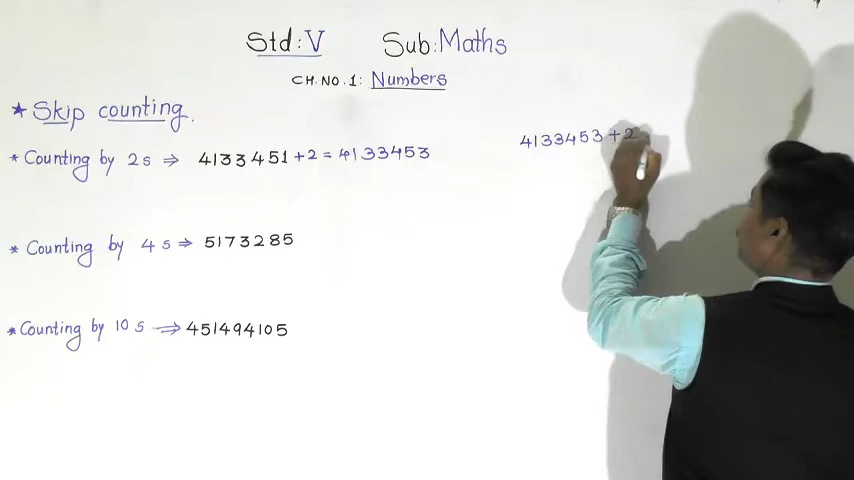 Std: V Sub: Maths
CH. NO. 1: Numbers
* Skip counting.
* Counting by 2s ⇒ 4133451 + 2 = 4133453
4133453 + 2
* Counting by 4s ⇒ 5173285
* Counting by 10s ⇒ 451494105